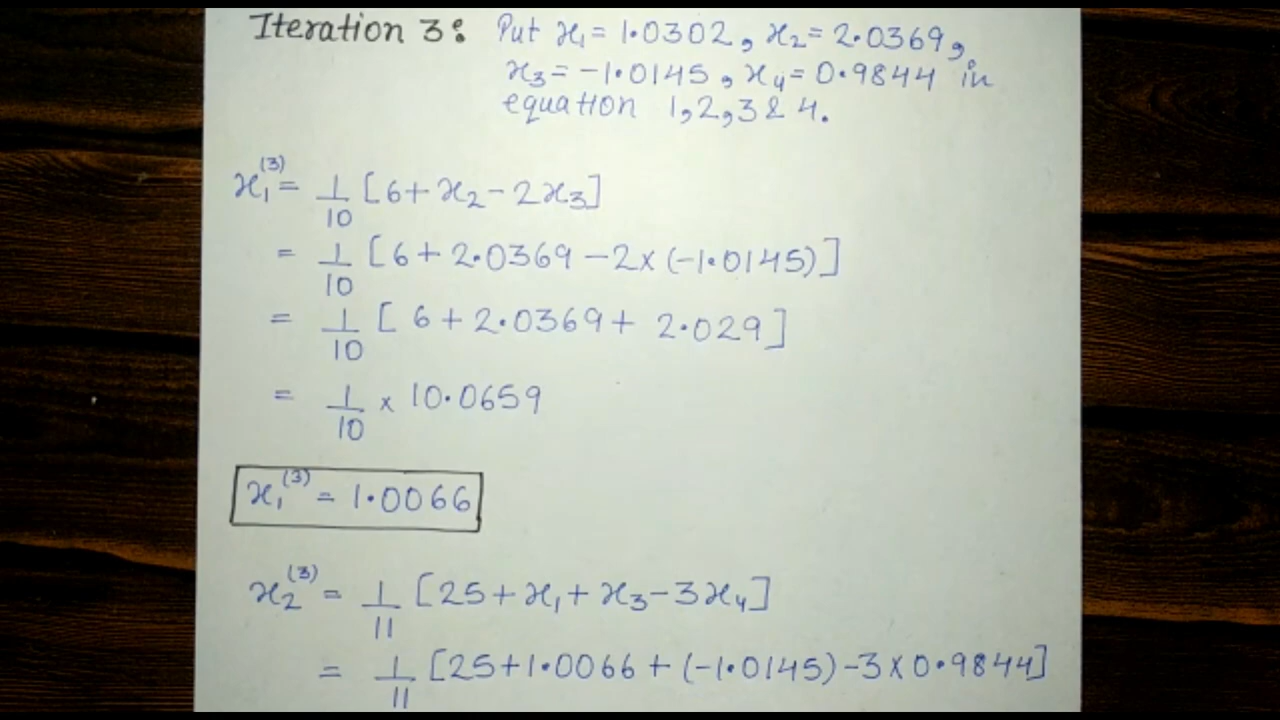 Iteration 3: Put x₁ = 1.0302, x₂ = 2.0369,
x₃ = -1.0145, x₄ = 0.9844 in
equation 1,2,3 & 4.
x₁⁽³⁾ = 1/10 [6 + x₂ - 2x₃]
= 1/10 [6 + 2.0369 - 2 × (-1.0145)]
= 1/10 [6 + 2.0369 + 2.029]
= 1/10 × 10.0659
x₁⁽³⁾ = 1.0066
x₂⁽³⁾ = 1/11 [25 + x₁ + x₃ - 3x₄]
= 1/11 [25 + 1.0066 + (-1.0145) - 3 × 0.9844]